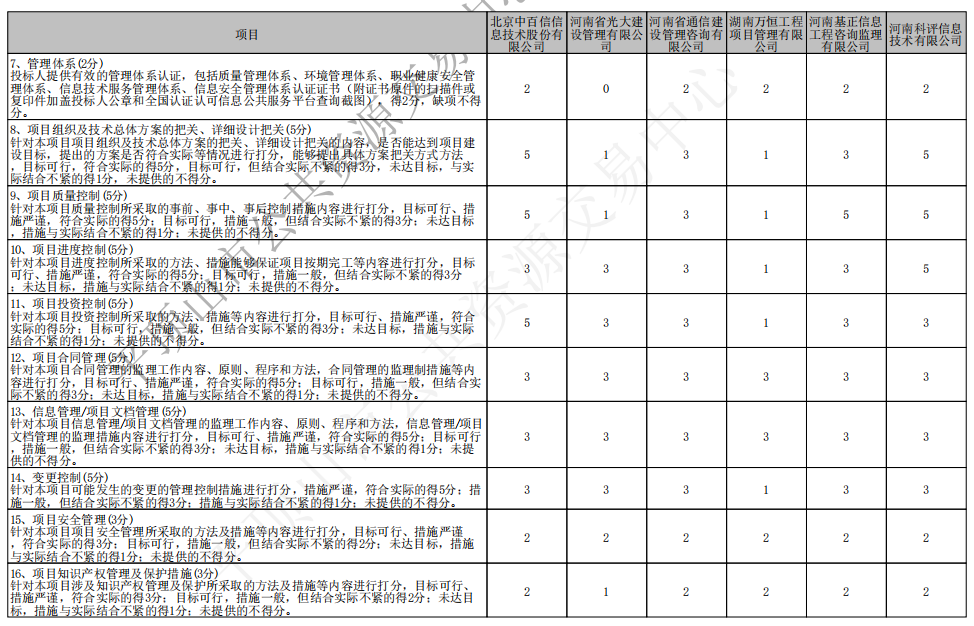 项目
北京中百信信
息技术股份有
限公司
河南省光大建
设管理有限公
司
河南省通信建
设管理咨询有
限公司
湖南万恒工程
项目管理有限
公司
河南基正信息
工程咨询监理
有限公司
河南科评信息
技术有限公司
7、管理体系(2分)
投标人提供有效的管理体系认证，包括质量管理体系、环境管理体系、职业健康安全管
理体系、信息技术服务管理体系、信息安全管理体系认证证书（附证书原件的扫描件或
复印件加盖投标人公章和全国认证认可信息公共服务平台查询截图），得2分，缺项不得
分。
2 0 2 2 2 2
8、项目组织及技术总体方案的把关、详细设计把关(5分)
针对本项目项目组织及技术总体方案的把关、详细设计把关的内容，是否能达到项目建
设目标，提出的方案是否符合实际等情况进行打分，能够提出具体方案把关方式方法
，目标可行，符合实际的得5分，目标可行，但结合实际不紧的得3分，未达目标，与实
际结合不紧的得1分，未提供的不得分。
5 1 3 1 3 5
9、项目质量控制(5分)
针对本项目质量控制所采取的事前、事中、事后控制措施内容进行打分，目标可行、措
施严谨，符合实际的得5分；目标可行，措施一般，但结合实际不紧的得3分；未达目标
，措施与实际结合不紧的得1分；未提供的不得分。
5 1 3 1 5 5
10、项目进度控制(5分)
针对本项目进度控制所采取的方法、措施能够保证项目按期完工等内容进行打分，目标
可行、措施严谨，符合实际的得5分；目标可行，措施一般，但结合实际不紧的得3分
；未达目标，措施与实际结合不紧的得1分；未提供的不得分。
3 3 3 1 3 5
11、项目投资控制(5分)
针对本项目投资控制所采取的方法、措施等内容进行打分，目标可行、措施严谨，符合
实际的得5分；目标可行，措施一般，但结合实际不紧的得3分；未达目标，措施与实际
结合不紧的得1分；未提供的不得分。
5 3 3 1 3 3
12、项目合同管理(5分)
针对本项目合同管理的监理工作内容、原则、程序和方法，合同管理的监理制措施等内
容进行打分，目标可行、措施严谨，符合实际的得5分；目标可行，措施一般，但结合实
际不紧的得3分；未达目标，措施与实际结合不紧的得1分；未提供的不得分。
3 3 3 3 3 3
13、信息管理/项目文档管理(5分)
针对本项目信息管理/项目文档管理的监理工作内容、原则、程序和方法，信息管理/项目
文档管理的监理措施内容进行打分，目标可行、措施严谨，符合实际的得5分；目标可行
，措施一般，但结合实际不紧的得3分；未达目标，措施与实际结合不紧的得1分；未提
供的不得分。
3 3 3 3 3 3
14、变更控制(5分)
针对本项目可能发生的变更的管理控制措施进行打分，措施严谨，符合实际的得5分；措
施一般，但结合实际不紧的得3分；措施与实际结合不紧的得1分；未提供的不得分。
3 3 3 1 3 3
15、项目安全管理(3分)
针对本项目项目安全管理所采取的方法及措施等内容进行打分，目标可行、措施严谨
，符合实际的得3分；目标可行，措施一般，但结合实际不紧的得2分；未达目标，措施
与实际结合不紧的得1分；未提供的不得分。
2 2 2 2 2 2
16、项目知识产权管理及保护措施(3分)
针对本项目涉及知识产权管理及保护所采取的方法及措施等内容进行打分，目标可行、
措施严谨，符合实际的得3分；目标可行，措施一般，但结合实际不紧的得2分；未达目
标，措施与实际结合不紧的得1分；未提供的不得分。
2 1 2 2 2 2